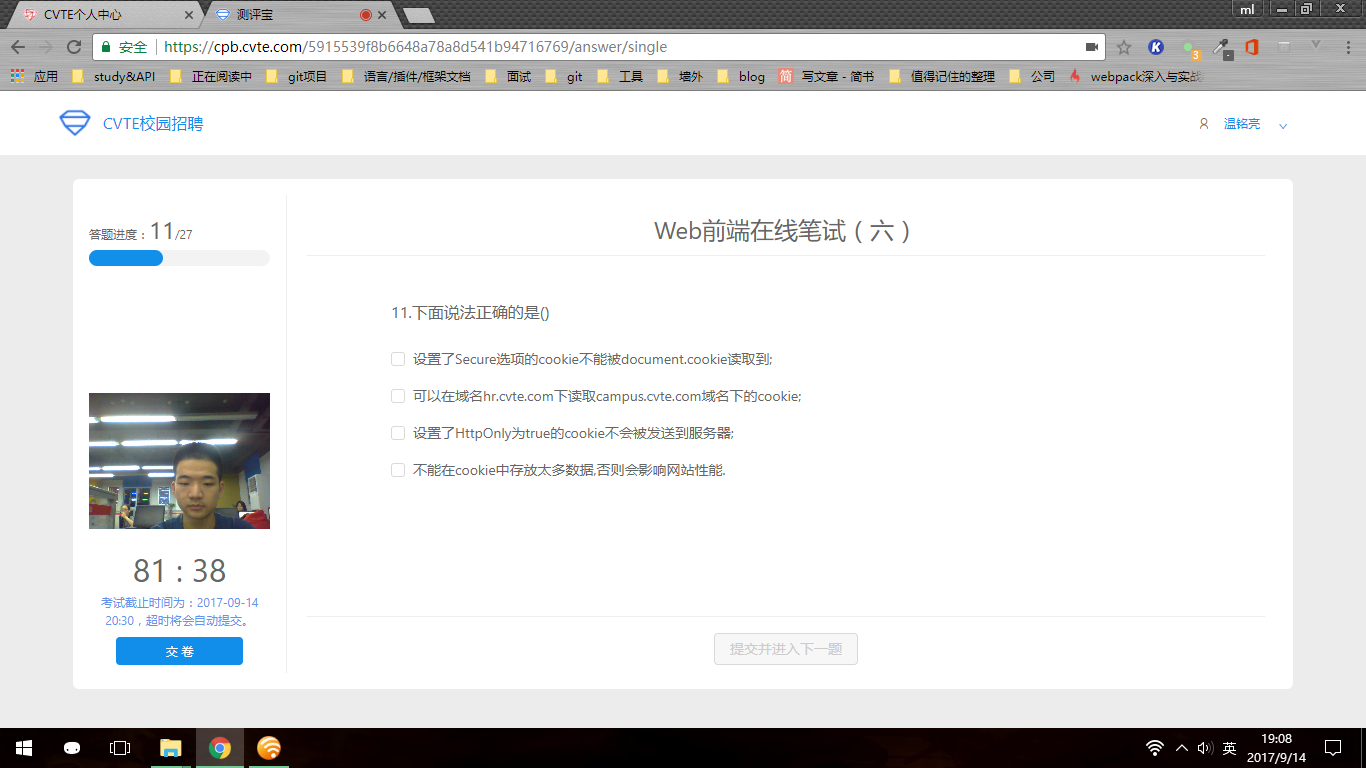 CVTE个人中心
测评宝
ml
安全
https://cpb.cvte.com/5915539f8b6648a78a8d541b94716769/answer/single
K
3
应用
study&API
正在阅读中
git项目
语言/插件/框架文档
面试
git
工具
墙外
blog
简 写文章 - 简书
值得记住的整理
公司
webpack深入与实战
CVTE校园招聘
温铭亮
答题进度：11/27
Web前端在线笔试（六）
11.下面说法正确的是()
设置了Secure选项的cookie不能被document.cookie读取到;
可以在域名hr.cvte.com下读取campus.cvte.com域名下的cookie;
设置了HttpOnly为true的cookie不会被发送到服务器;
不能在cookie中存放太多数据,否则会影响网站性能.
81 : 38
考试截止时间为：2017-09-14
20:30，超时将会自动提交。
交 卷
提交并进入下一题
英
19:08
2017/9/14